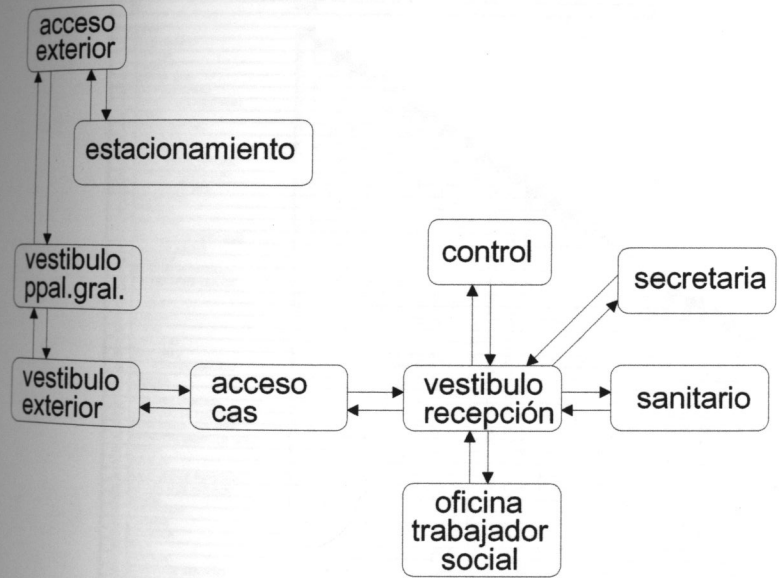 acceso
exterior
estacionamiento
vestibulo
ppal.gral.
control
secretaria
vestibulo
exterior
acceso
cas
vestibulo
recepción
sanitario
oficina
trabajador
social